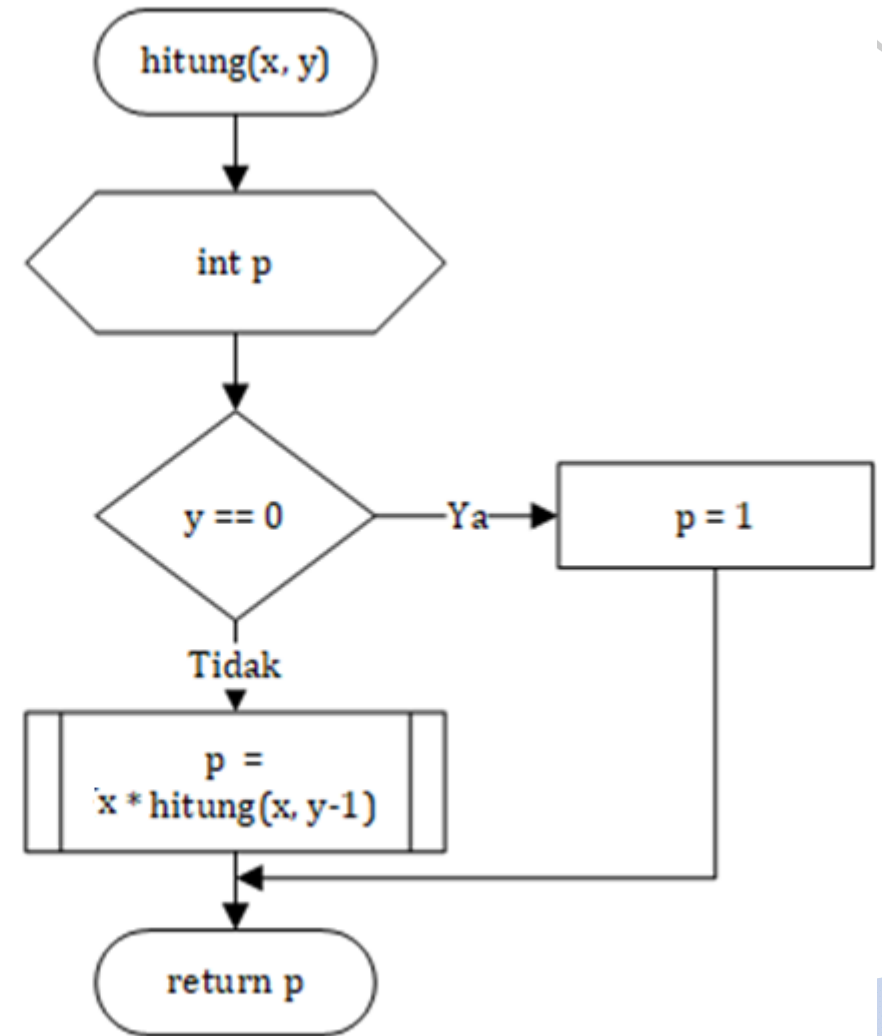 hitung(x, y)
int p
y == 0
Ya
p = 1
Tidak
p =
x * hitung(x, y-1)
return p